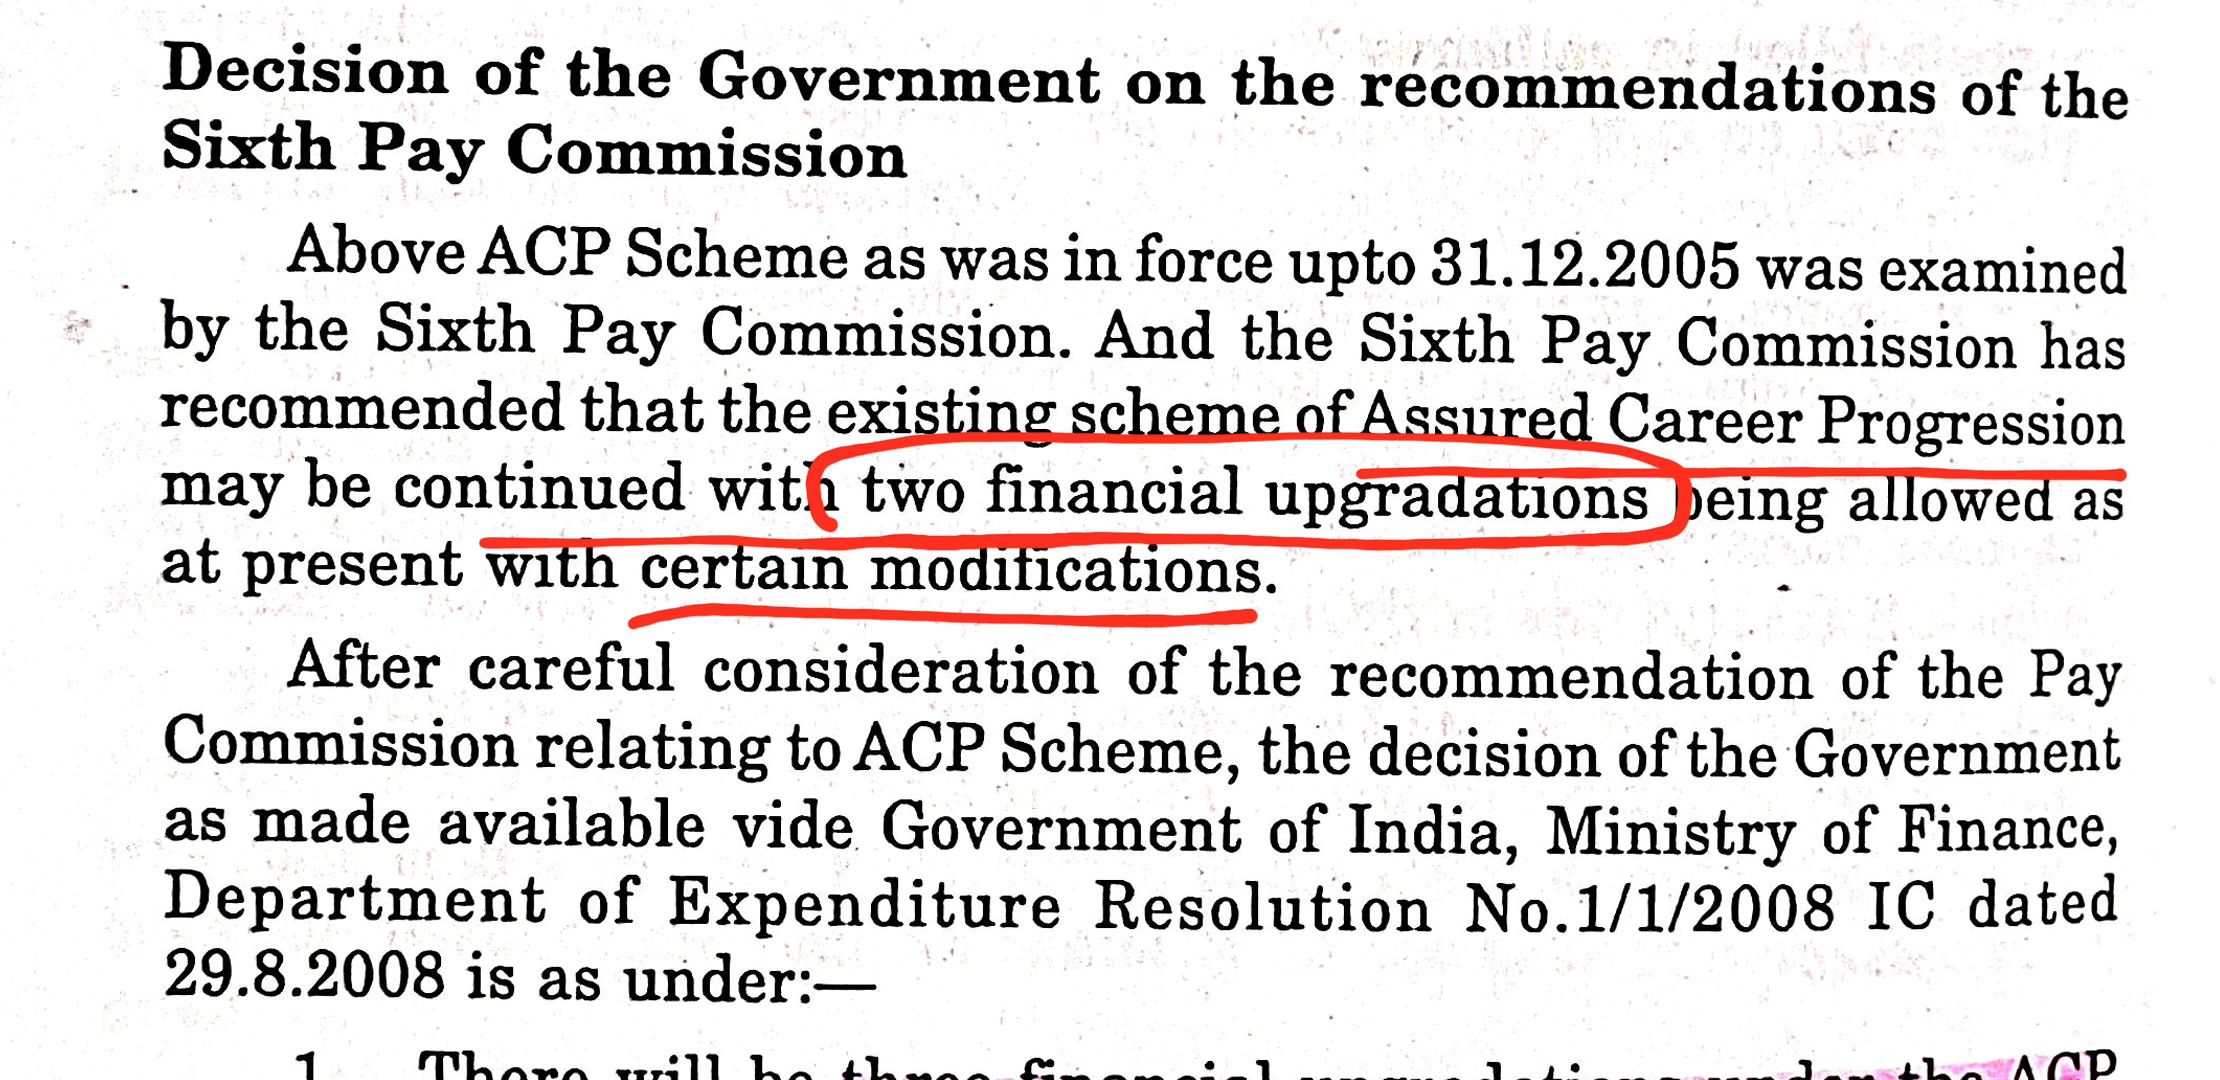 Decision of the Government on the recommendations of the
Sixth Pay Commission
Above ACP Scheme as was in force upto 31.12.2005 was examined
by the Sixth Pay Commission. And the Sixth Pay Commission has
recommended that the existing scheme of Assured Career Progression
may be continued with two financial upgradations being allowed as
at present with certain modifications.
After careful consideration of the recommendation of the Pay
Commission relating to ACP Scheme, the decision of the Government
as made available vide Government of India, Ministry of Finance,
Department of Expenditure Resolution No.1/1/2008 IC dated
29.8.2008 is as under:—
1. There will be three financial upgradations under the ACP